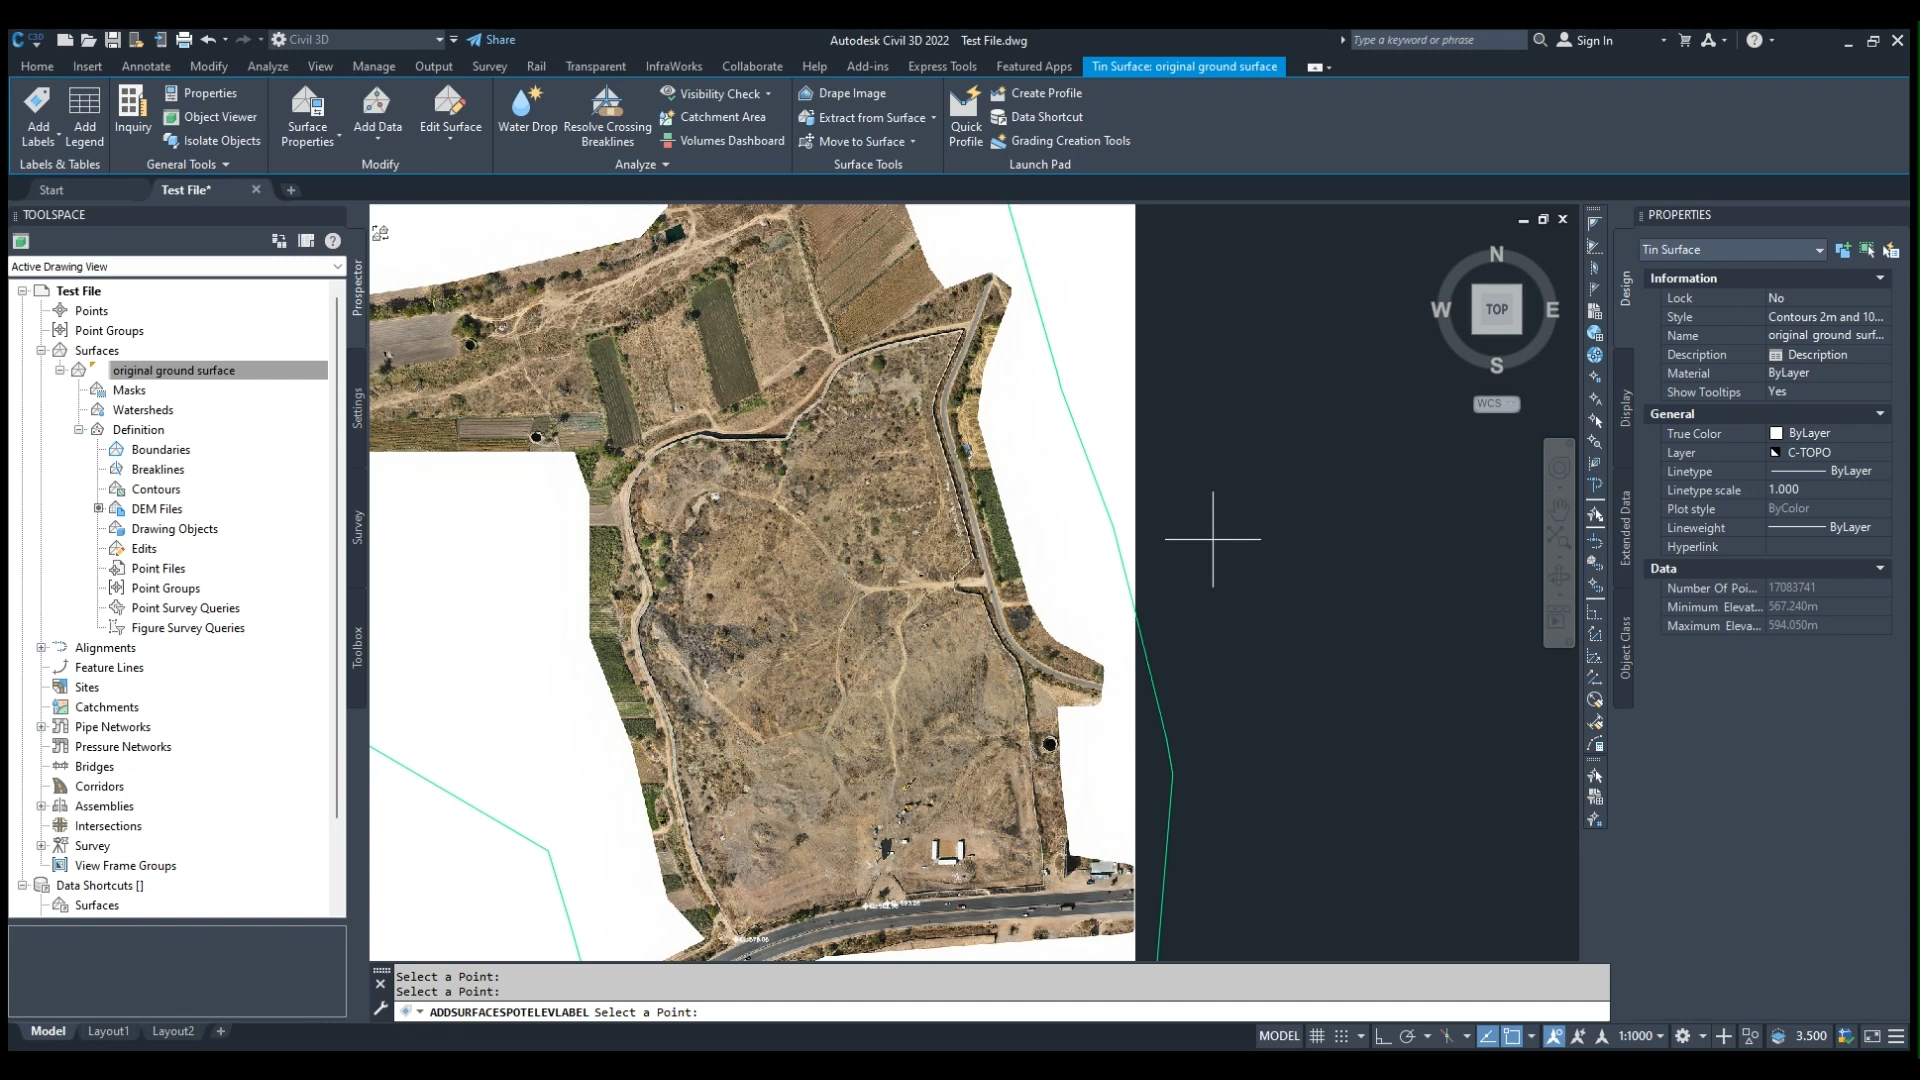 C3D
Civil 3D
Share
Autodesk Civil 3D 2022 Test File.dwg
Type a keyword or phrase
Sign In
Home Insert Annotate Modify Analyze View Manage Output Survey Rail Transparent InfraWorks Collaborate Help Add-ins Express Tools Featured Apps Tin Surface: original ground surface
Add Labels
Add Legend
Inquiry
Properties
Object Viewer
Isolate Objects
Surface Properties
Add Data
Edit Surface
Water Drop
Resolve Crossing Breaklines
Visibility Check
Catchment Area
Volumes Dashboard
Drape Image
Extract from Surface
Move to Surface
Quick Profile
Create Profile
Data Shortcut
Grading Creation Tools
Labels & Tables
General Tools
Modify
Analyze
Surface Tools
Launch Pad
Start
Test File*
TOOLSPACE
Active Drawing View
Test File
Points
Point Groups
Surfaces
original ground surface
Masks
Watersheds
Definition
Boundaries
Breaklines
Contours
DEM Files
Drawing Objects
Edits
Point Files
Point Groups
Point Survey Queries
Figure Survey Queries
Alignments
Feature Lines
Sites
Catchments
Pipe Networks
Pressure Networks
Bridges
Corridors
Assemblies
Intersections
Survey
View Frame Groups
Data Shortcuts []
Surfaces
Prospector
Settings
Survey
Toolbox
N
W
TOP
E
S
WCS
Select a Point:
Select a Point:
ADDSURFACESPOTELEVLABEL Select a Point:
PROPERTIES
Tin Surface
Design
Display
Extended Data
Object Class
Information
Lock No
Style Contours 2m and 10...
Name original ground surf...
Description Description
Material ByLayer
Show Tooltips Yes
General
True Color ByLayer
Layer C-TOPO
Linetype ByLayer
Linetype scale 1.000
Plot style ByColor
Lineweight ByLayer
Hyperlink
Data
Number Of Poi... 17083741
Minimum Elevat... 567.240m
Maximum Eleva... 594.050m
Model Layout1 Layout2
MODEL
1:1000
3.500